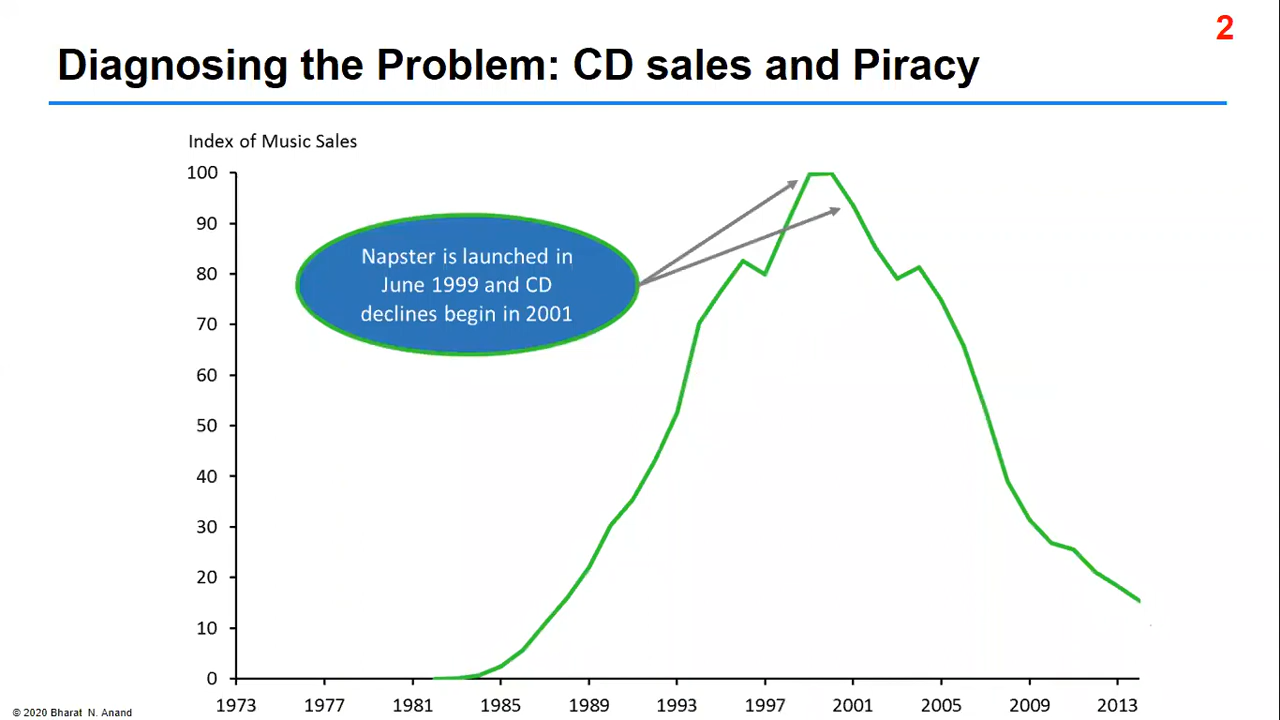 2
Diagnosing the Problem: CD sales and Piracy
Index of Music Sales
100
90
80
70
60
50
40
30
20
10
0
Napster is launched in
June 1999 and CD
declines begin in 2001
1973 1977 1981 1985 1989 1993 1997 2001 2005 2009 2013
© 2020 Bharat N. Anand